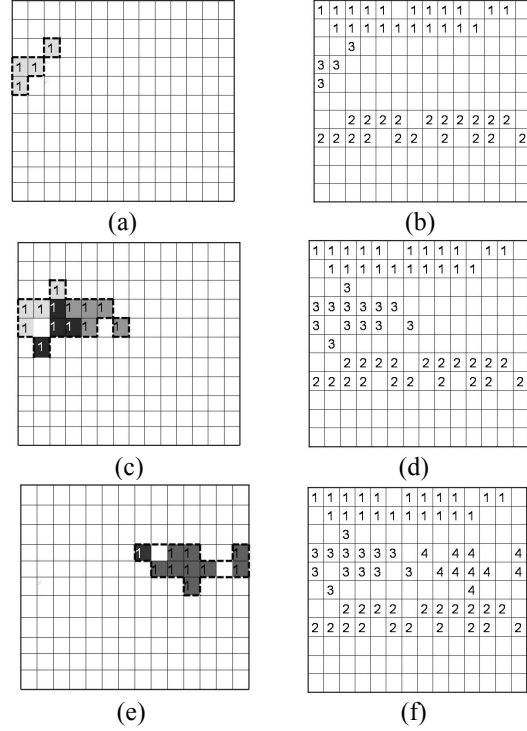 1
1 1
1
(a)
1 1 1 1 1 1 1 1 1 1 1
1 1 1 1 1 1 1 1 1 1
3
3 3
3
2 2 2 2 2 2 2 2 2 2
2 2 2 2 2 2 2 2 2 2
(b)
1
1 1 1 1 1 1
1 1 1 1 1
1
(c)
1 1 1 1 1 1 1 1 1 1 1
1 1 1 1 1 1 1 1 1 1
3
3 3 3 3 3 3
3 3 3 3 3
3
2 2 2 2 2 2 2 2 2 2
2 2 2 2 2 2 2 2 2 2
(d)
1 1 1 1
1 1 1 1 1
1
(e)
1 1 1 1 1 1 1 1 1 1 1
1 1 1 1 1 1 1 1 1 1
3
3 3 3 3 3 3 4 4 4 4
3 3 3 3 3 4 4 4 4 4
3 4
2 2 2 2 2 2 2 2 2 2
2 2 2 2 2 2 2 2 2 2
(f)